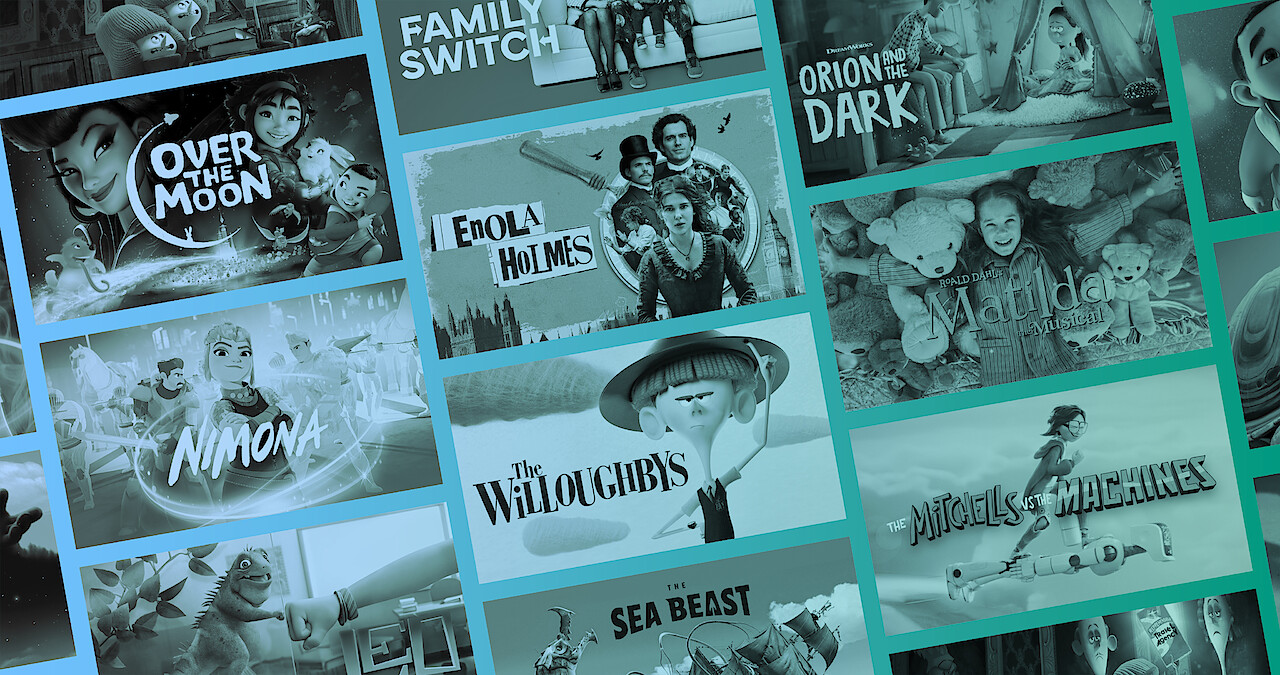 FAMILY
SWITCH
DREAMWORKS
ORION AND THE
DARK
OVER
THE
MOON
ENOLA
HOLMES
ROALD DAHL'S
Matilda
the Musical
NIMONA
The
WILLOUGHBYS
THE MITCHELLS VS THE MACHINES
THE
SEA BEAST
LEO